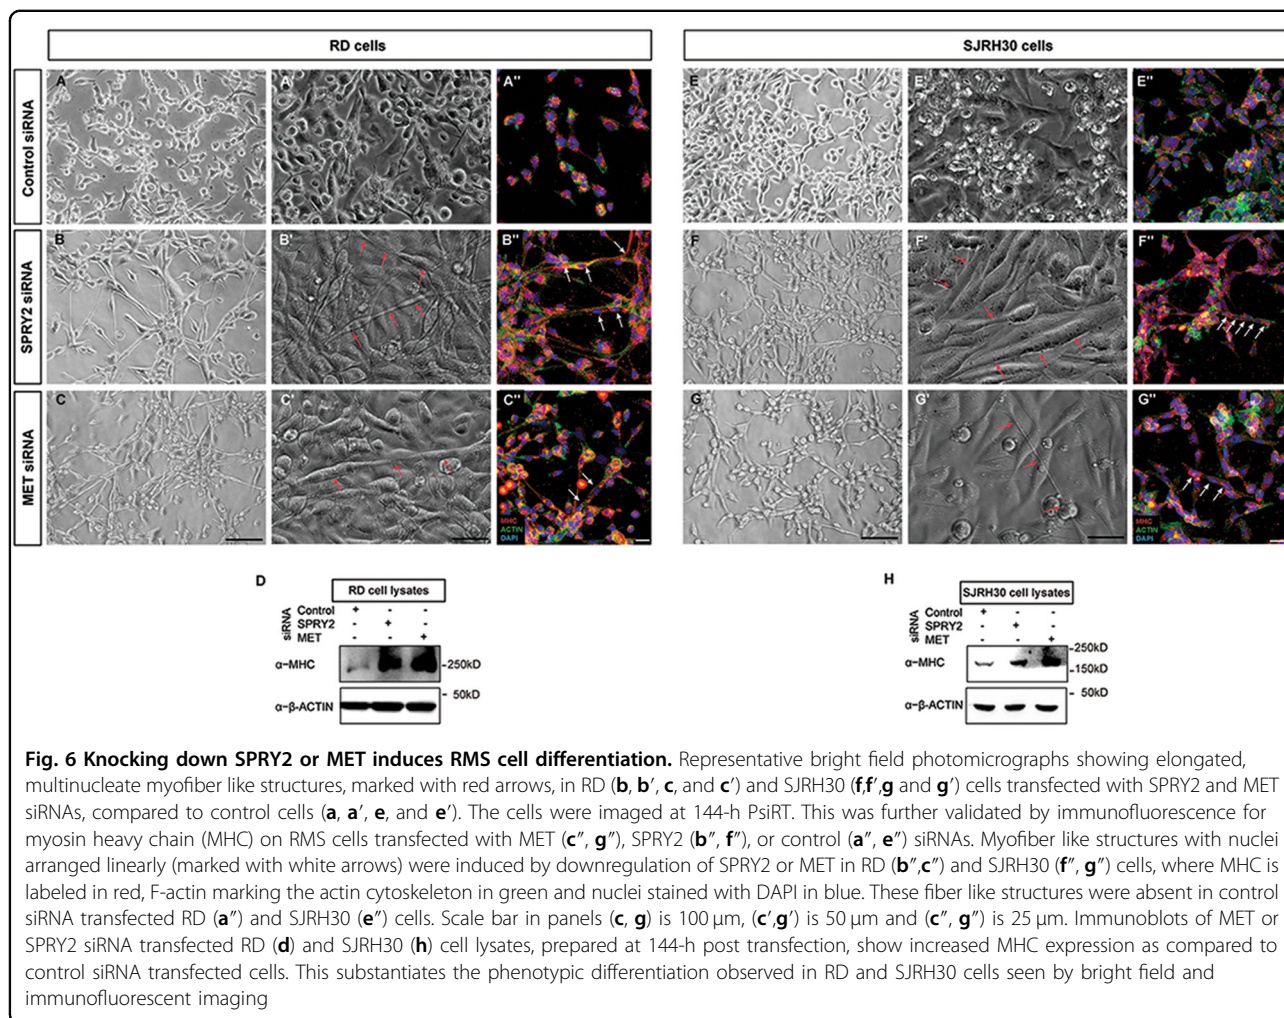 RD cells
SJRH30 cells
Control siRNA
A
A'
A"
E
E'
E"
SPRY2 siRNA
B
B'
B"
F
F'
F"
MET siRNA
C
C'
C"
MHC
ACTIN
DAPI
G
G'
G"
D
RD cell lysates
siRNA
Control + - -
SPRY2 - + -
MET - - +
α-MHC
-250kD
- 50kD
α-β-ACTIN
H
SJRH30 cell lysates
siRNA
Control + - -
SPRY2 - + -
MET - - +
-250kD
α-MHC
-150kD
- 50kD
α-β-ACTIN
Fig. 6 Knocking down SPRY2 or MET induces RMS cell differentiation. Representative bright field photomicrographs showing elongated,
multinucleate myofiber like structures, marked with red arrows, in RD (b, b′, c, and c′) and SJRH30 (f,f′,g and g′) cells transfected with SPRY2 and MET
siRNAs, compared to control cells (a, a′, e, and e′). The cells were imaged at 144-h PsiRT. This was further validated by immunofluorescence for
myosin heavy chain (MHC) on RMS cells transfected with MET (c″, g″), SPRY2 (b″, f″), or control (a″, e″) siRNAs. Myofiber like structures with nuclei
arranged linearly (marked with white arrows) were induced by downregulation of SPRY2 or MET in RD (b″,c″) and SJRH30 (f″, g″) cells, where MHC is
labeled in red, F-actin marking the actin cytoskeleton in green and nuclei stained with DAPI in blue. These fiber like structures were absent in control
siRNA transfected RD (a″) and SJRH30 (e″) cells. Scale bar in panels (c, g) is 100 µm, (c′,g′) is 50 µm and (c″, g″) is 25 µm. Immunoblots of MET or
SPRY2 siRNA transfected RD (d) and SJRH30 (h) cell lysates, prepared at 144-h post transfection, show increased MHC expression as compared to
control siRNA transfected cells. This substantiates the phenotypic differentiation observed in RD and SJRH30 cells seen by bright field and
immunofluorescent imaging